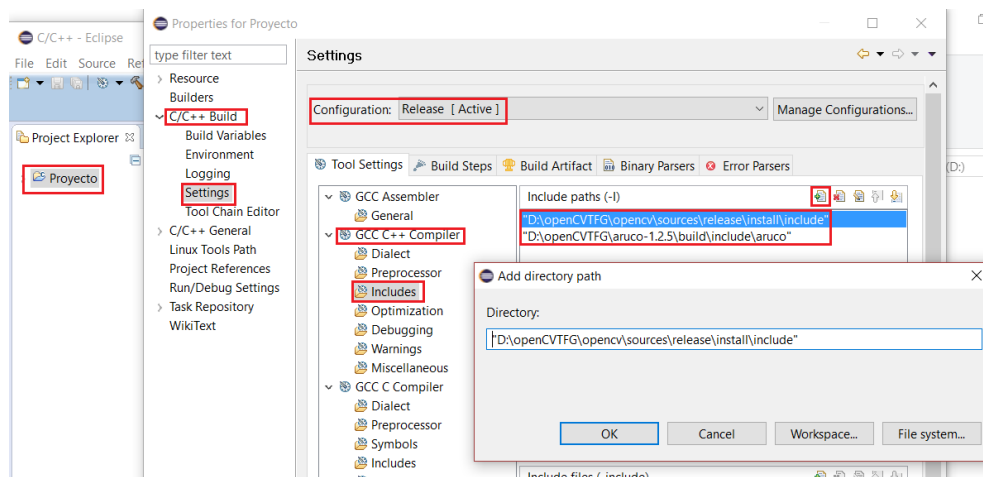 C/C++ - Eclipse
File Edit Source Ref
Project Explorer
Proyecto
Properties for Proyecto
type filter text
Resource
Builders
C/C++ Build
Build Variables
Environment
Logging
Settings
Tool Chain Editor
C/C++ General
Linux Tools Path
Project References
Run/Debug Settings
Task Repository
WikiText
Settings
Configuration: Release [ Active ]
Manage Configurations...
Tool Settings Build Steps Build Artifact Binary Parsers Error Parsers
GCC Assembler
General
GCC C++ Compiler
Dialect
Preprocessor
Includes
Optimization
Debugging
Warnings
Miscellaneous
GCC C Compiler
Dialect
Preprocessor
Symbols
Includes
Include paths (-I)
"D:\openCVTFG\opencv\sources\release\install\include"
"D:\openCVTFG\aruco-1.2.5\build\include\aruco"
Add directory path
Directory:
"D:\openCVTFG\opencv\sources\release\install\include"
OK Cancel Workspace... File system...
Include files (-include)
(D:)